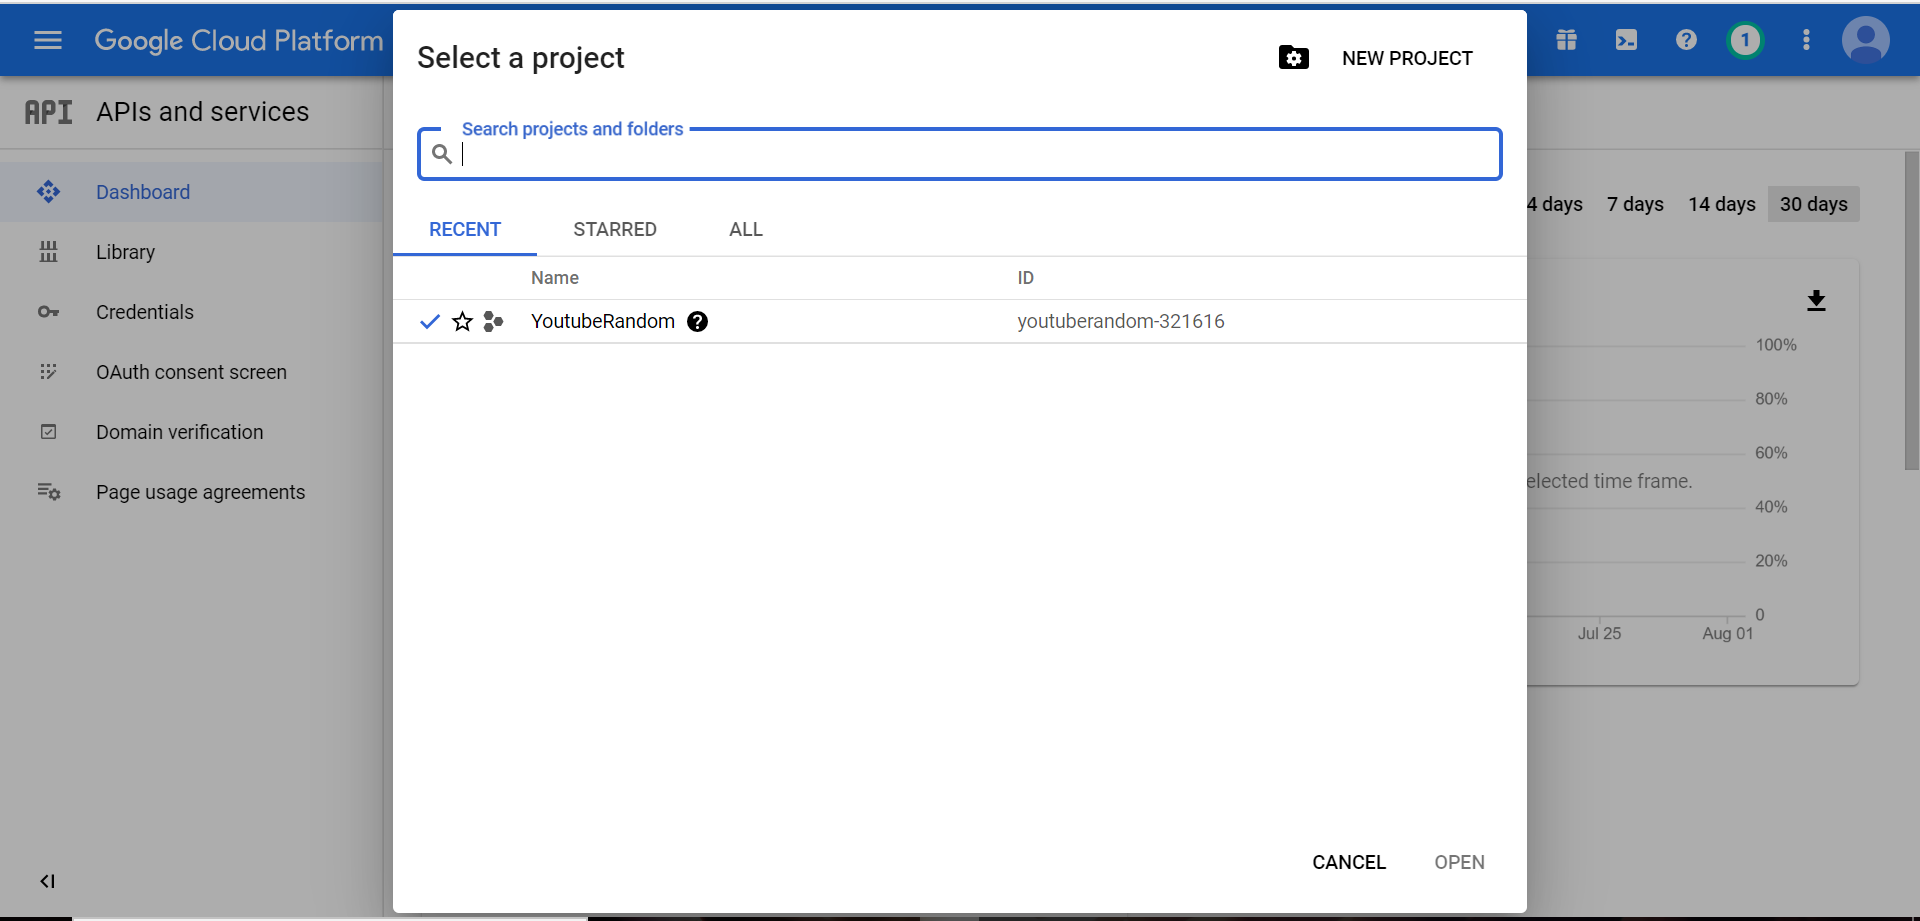 Google Cloud Platform
1
API APIs and services
Dashboard
Library
Credentials
OAuth consent screen
Domain verification
Page usage agreements
Select a project
NEW PROJECT
Search projects and folders
RECENT STARRED ALL
Name ID
YoutubeRandom youtuberandom-321616
CANCEL OPEN
4 days 7 days 14 days 30 days
100%
80%
60%
elected time frame.
40%
20%
0
Jul 25 Aug 01